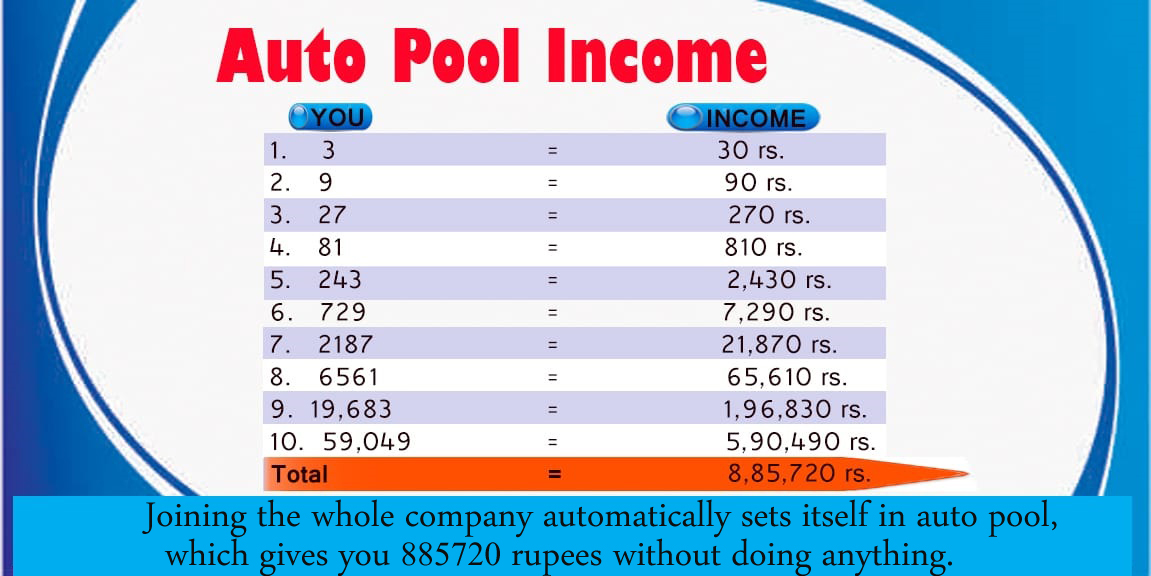 Auto Pool Income
YOU INCOME
1. 3 = 30 rs.
2. 9 = 90 rs.
3. 27 = 270 rs.
4. 81 = 810 rs.
5. 243 = 2,430 rs.
6. 729 = 7,290 rs.
7. 2187 = 21,870 rs.
8. 6561 = 65,610 rs.
9. 19,683 = 1,96,830 rs.
10. 59,049 = 5,90,490 rs.
Total = 8,85,720 rs.
Joining the whole company automatically sets itself in auto pool,
which gives you 885720 rupees without doing anything.